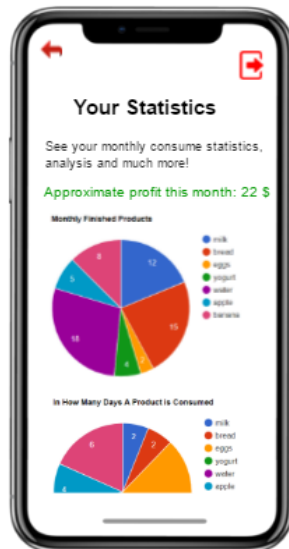 Your Statistics
See your monthly consume statistics,
analysis and much more!
Approximate profit this month: 22 $
Monthly Finished Products
8
12
5
18
15
4
2
milk
bread
eggs
yogurt
water
apple
banana
In How Many Days A Product is Consumed
6
2
2
milk
bread
eggs
yogurt
water
apple